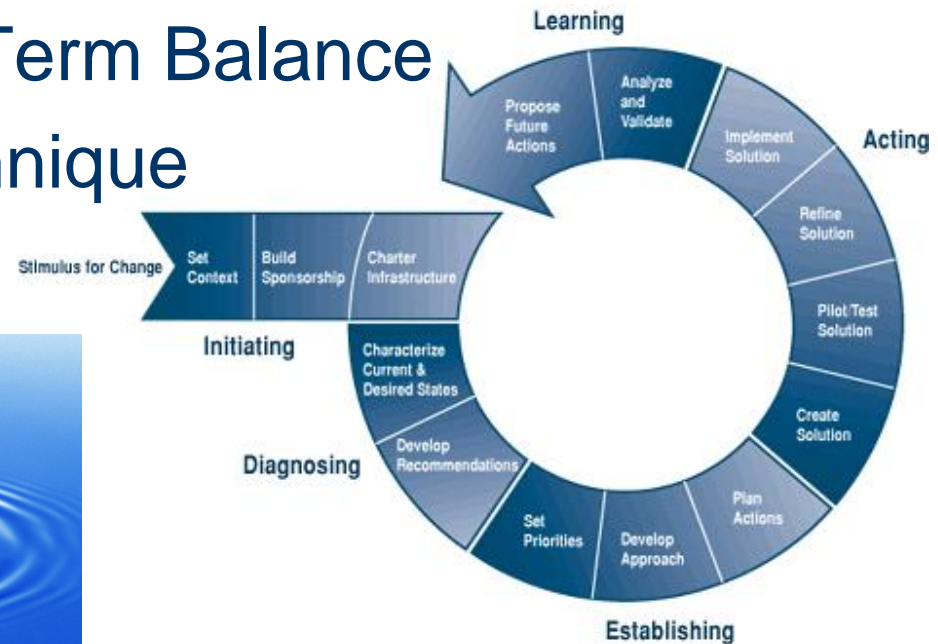 Term Balance
nique
Learning
Propose
Future
Actions
Analyze
and
Validate
Implement
Solution
Acting
Refine
Solution
Pilot/Test
Solution
Create
Solution
Stimulus for Change
Set
Context
Build
Sponsorship
Charter
Infrastructure
Initiating
Characterize
Current &
Desired States
Diagnosing
Develop
Recommendations
Set
Priorities
Develop
Approach
Plan
Actions
Establishing